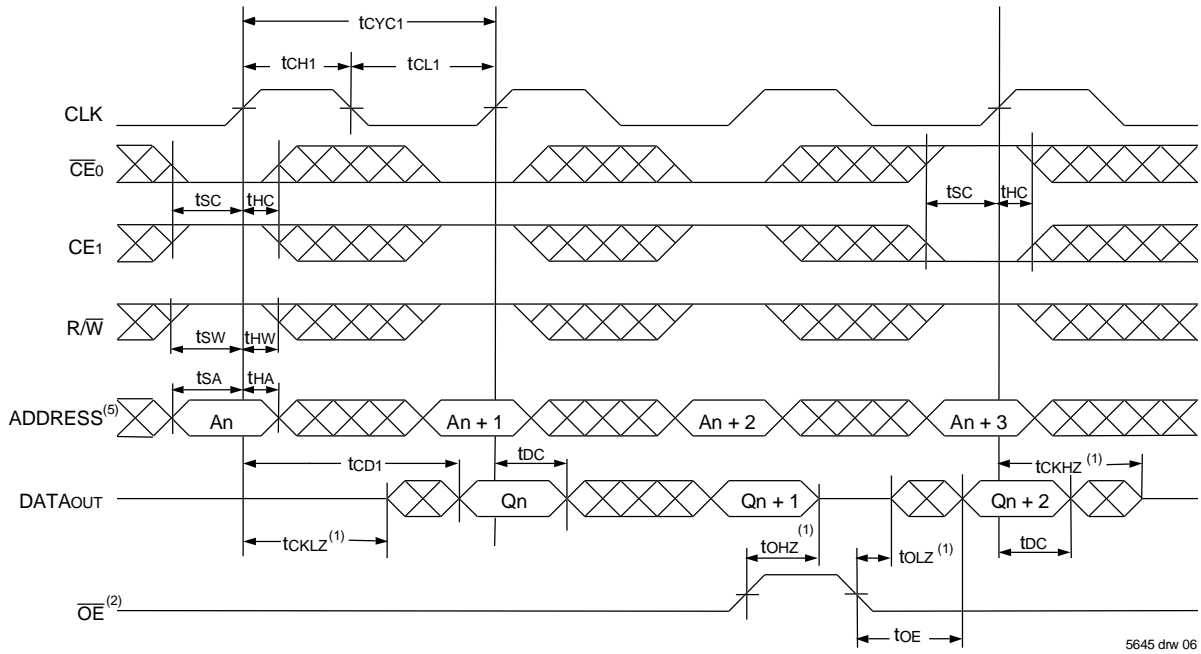 tCYC1
tCH1 tCL1
CLK
CE0
tSC tHC tSC tHC
CE1
R/W
tSW tHW
tSA tHA
ADDRESS(5) An An + 1 An + 2 An + 3
tCD1 tDC tCKHZ(1)
DATAOUT Qn Qn + 1 Qn + 2
tCKLZ(1) tOHZ(1) tOLZ(1) tDC
OE(2)
tOE
5645 drw 06